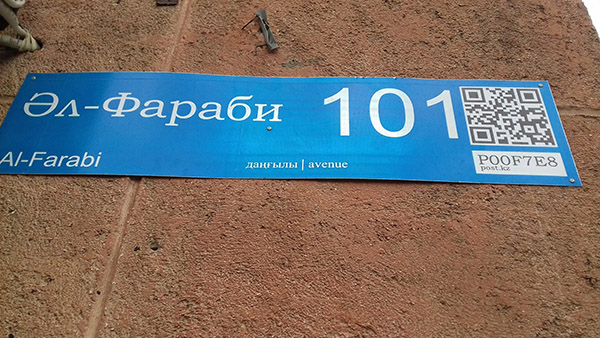 Әл-Фараби 101
Al-Farabi
даңғылы | avenue
P00F7E8
post.kz